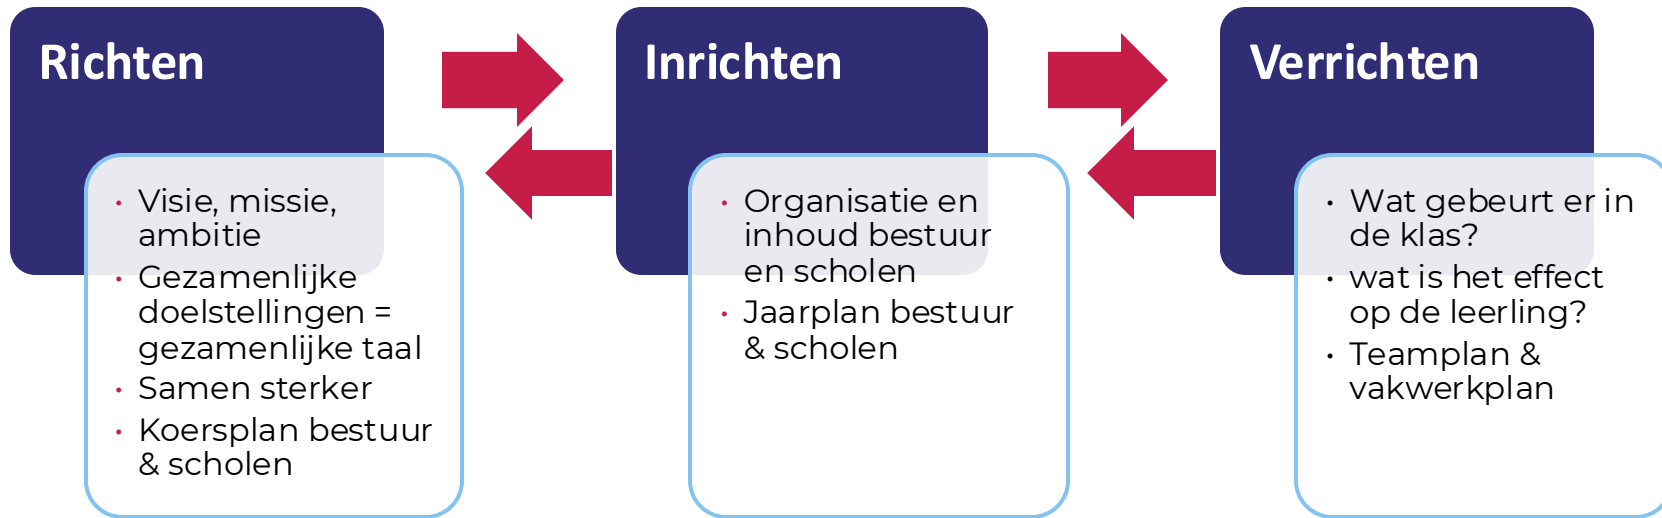 Richten
• Visie, missie,
ambitie
• Gezamenlijke
doelstellingen =
gezamenlijke taal
• Samen sterker
• Koersplan bestuur
& scholen
Inrichten
• Organisatie en
inhoud bestuur
en scholen
• Jaarplan bestuur
& scholen
Verrichten
• Wat gebeurt er in
de klas?
• wat is het effect
op de leerling?
• Teamplan &
vakwerkplan